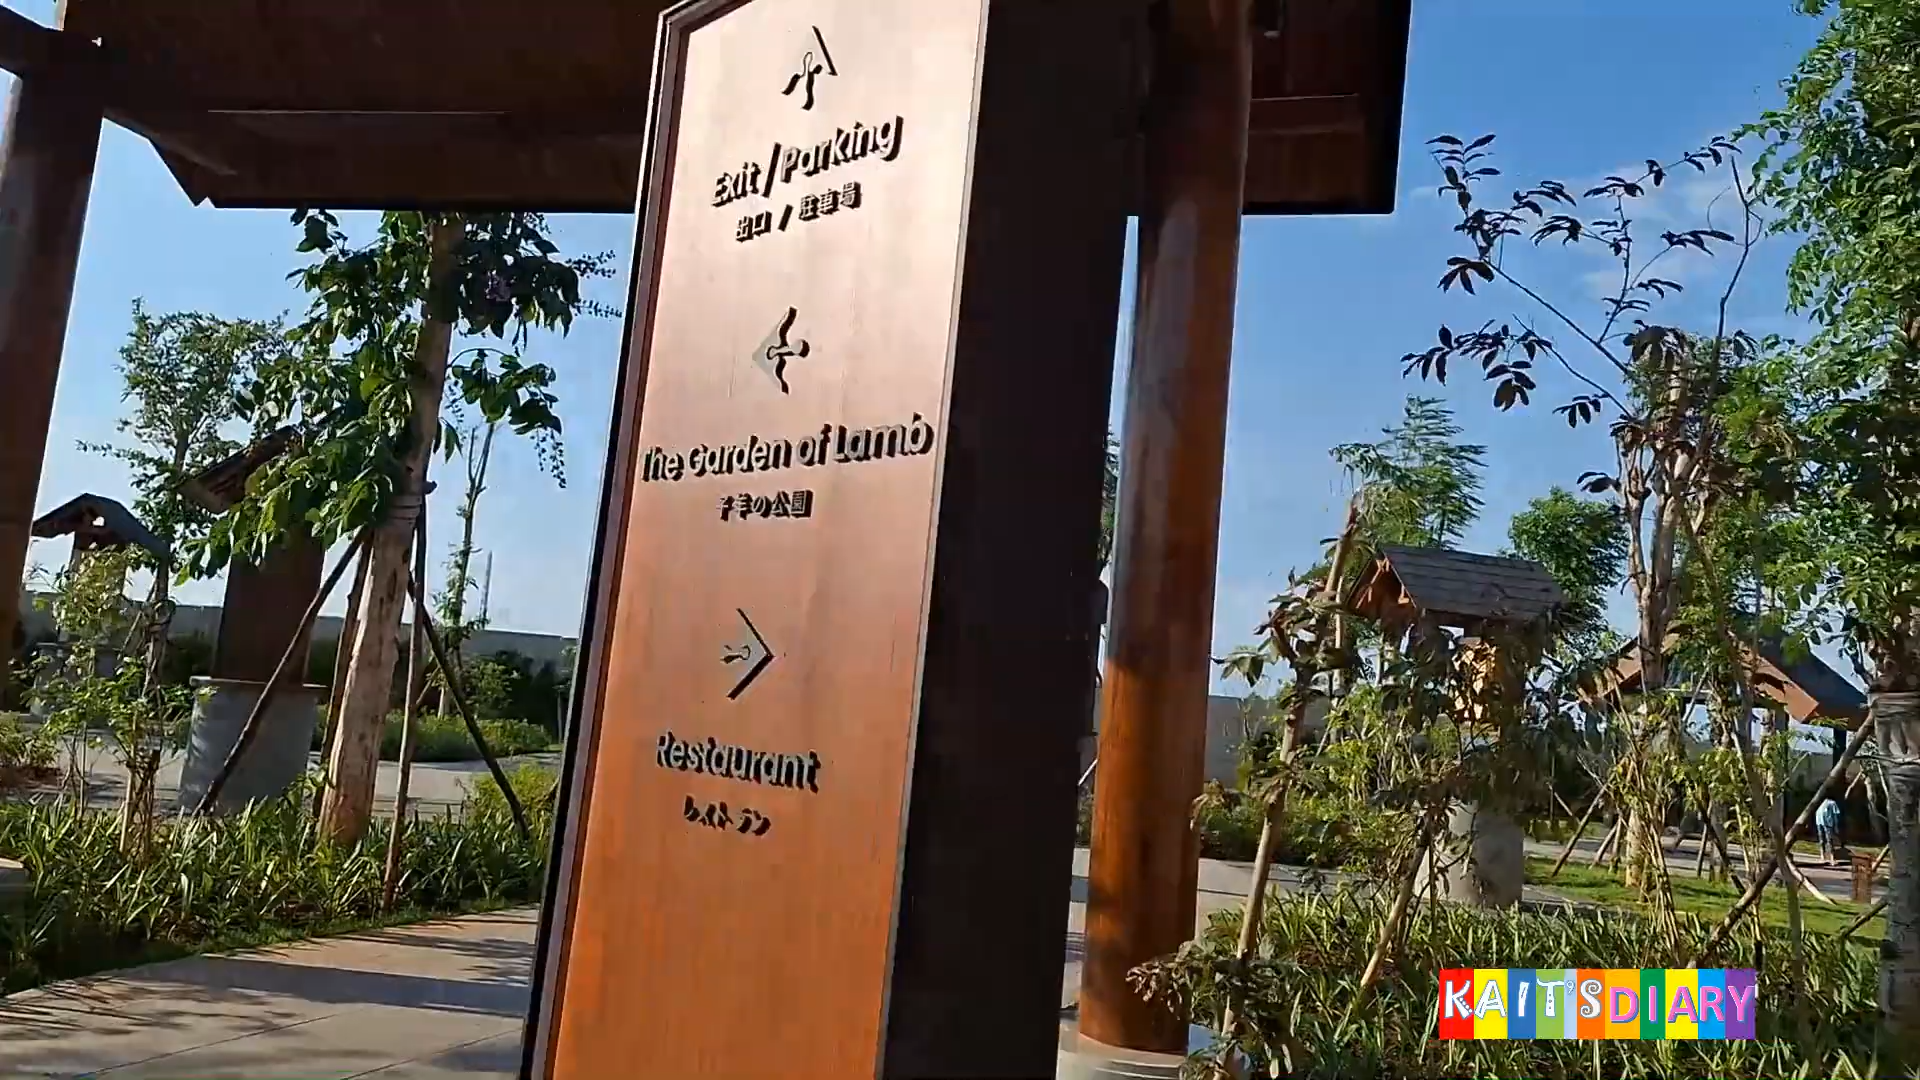 Exit / Parking
出口 / 駐車場
The Garden of Lamb
子羊の公園
Restaurant
レストラン
KAIT'S DIARY